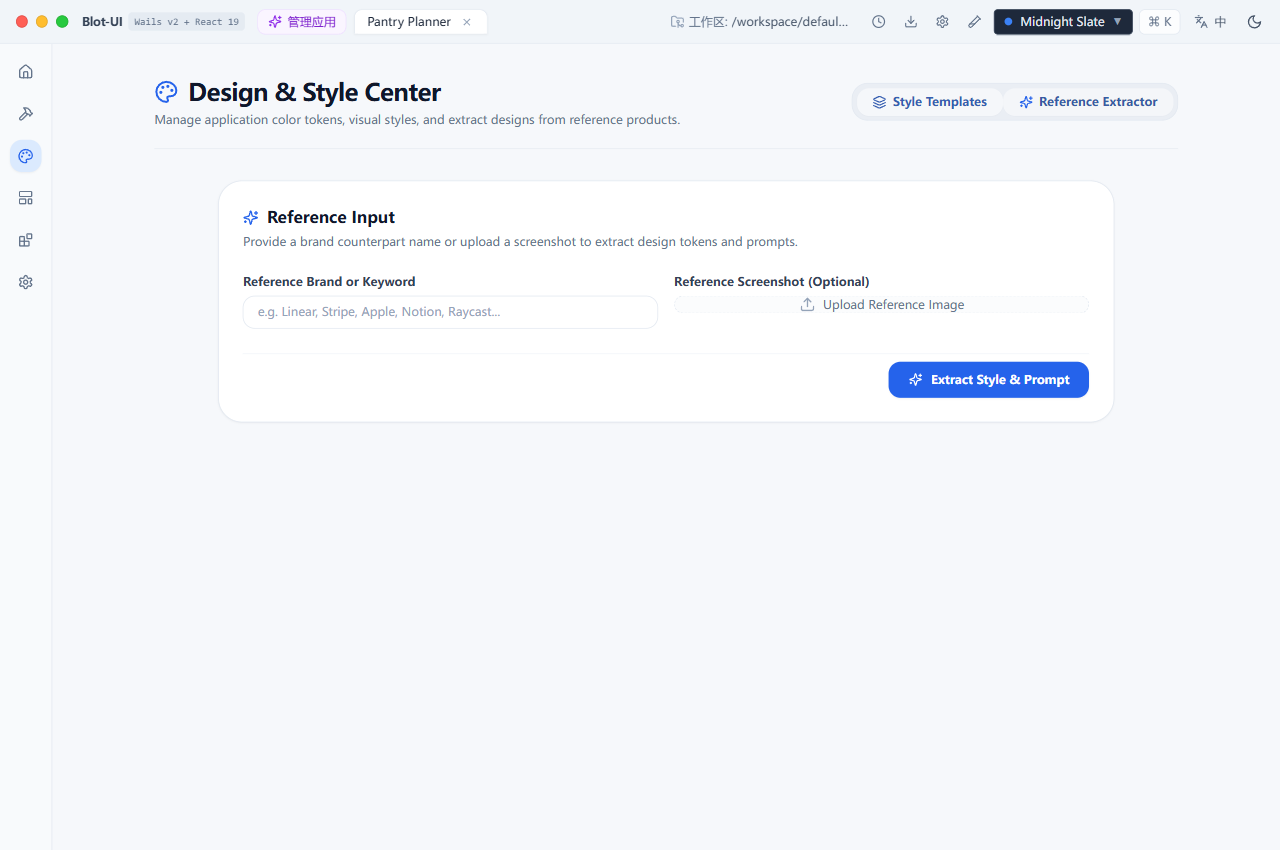 Blot-UI
Wails v2 + React 19
管理应用
Pantry Planner
工作区: /workspace/defaul...
Midnight Slate
⌘ K
中
Design & Style Center
Manage application color tokens, visual styles, and extract designs from reference products.
Style Templates
Reference Extractor
Reference Input
Provide a brand counterpart name or upload a screenshot to extract design tokens and prompts.
Reference Brand or Keyword
e.g. Linear, Stripe, Apple, Notion, Raycast...
Reference Screenshot (Optional)
Upload Reference Image
Extract Style & Prompt